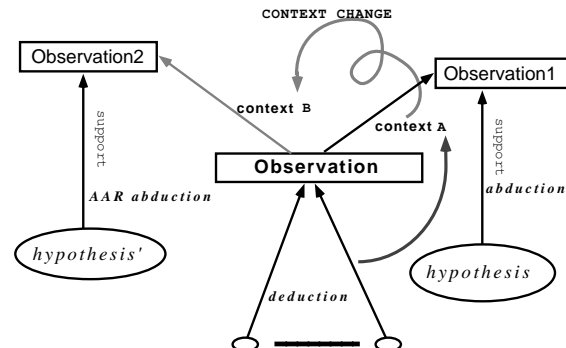 CONTEXT CHANGE
Observation2
Observation1
context B
context A
support
support
Observation
AAR abduction
abduction
hypothesis'
hypothesis
deduction